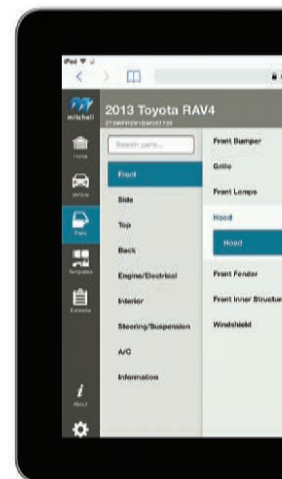 iPad
mitchell
2013 Toyota RAV4
Search parts...
Home
Vehicle
Parts
Templates
Estimate
About
Front
Side
Top
Back
Engine/Electrical
Interior
Steering/Suspension
A/C
Information
Front Bumper
Grille
Front Lamps
Hood
Hood
Front Fender
Front Inner Structur
Windshield